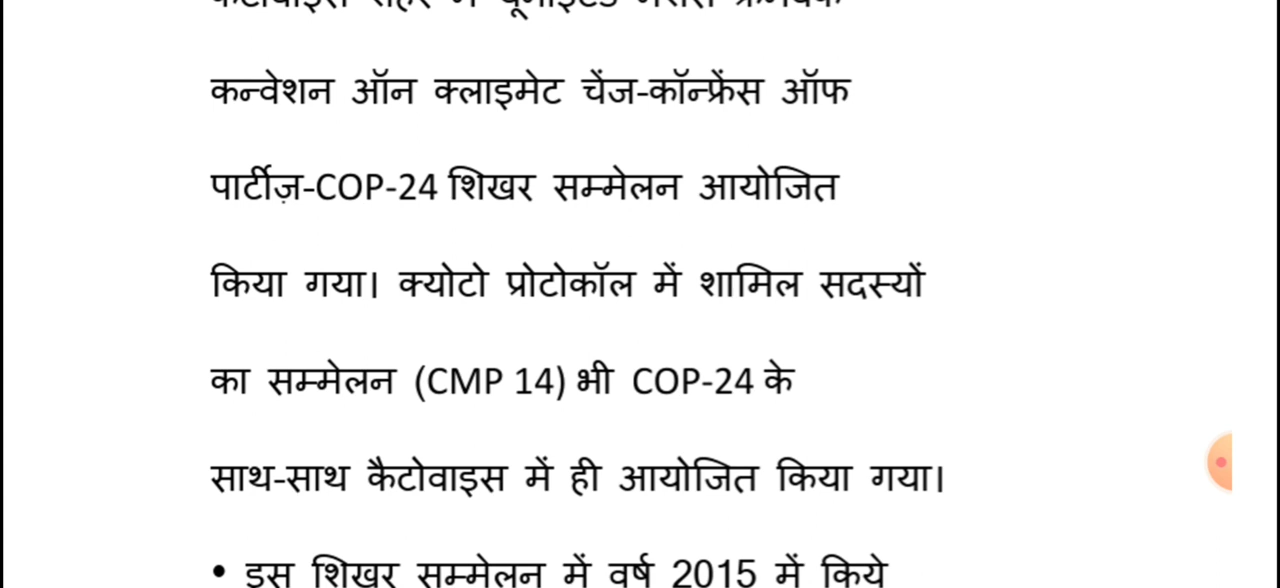 कन्वेशन ऑन क्लाइमेट चेंज-कॉन्फ्रेंस ऑफ
पार्टीज़-COP-24 शिखर सम्मेलन आयोजित
किया गया। क्योटो प्रोटोकॉल में शामिल सदस्यों
का सम्मेलन (CMP 14) भी COP-24 के
साथ-साथ कैटोवाइस में ही आयोजित किया गया।
• इस शिखर सम्मेलन में वर्ष 2015 में किये